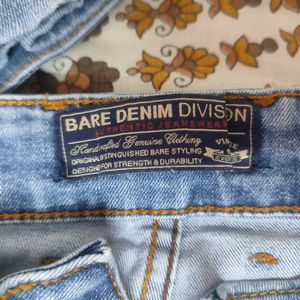 BARE DENIM DIVISION
AUTHENTIC JEANSWEAR
Handcrafted Genuine Clothing
ORIGINAL DISTINGUISHED BARE STYLING
DESIGNED FOR STRENGTH & DURABILITY